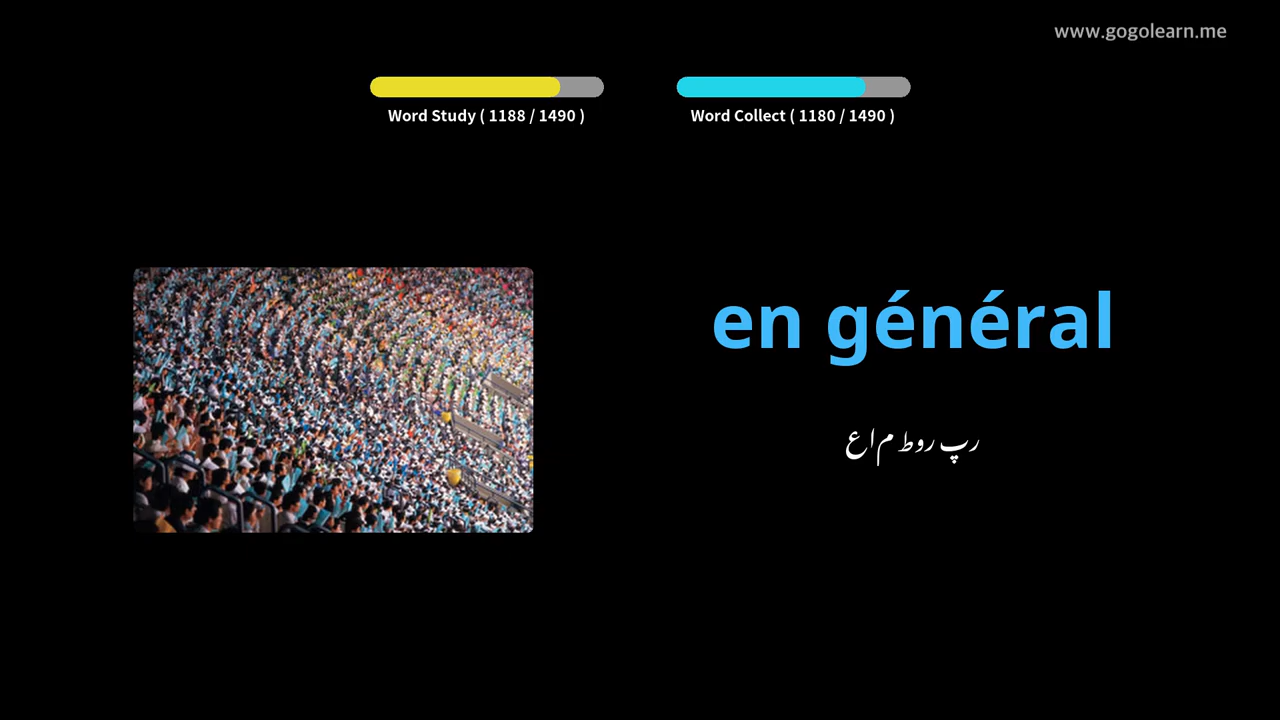 www.gogolearn.me
Word Study ( 1188 / 1490 )
Word Collect ( 1180 / 1490 )
en général
عام طور پر